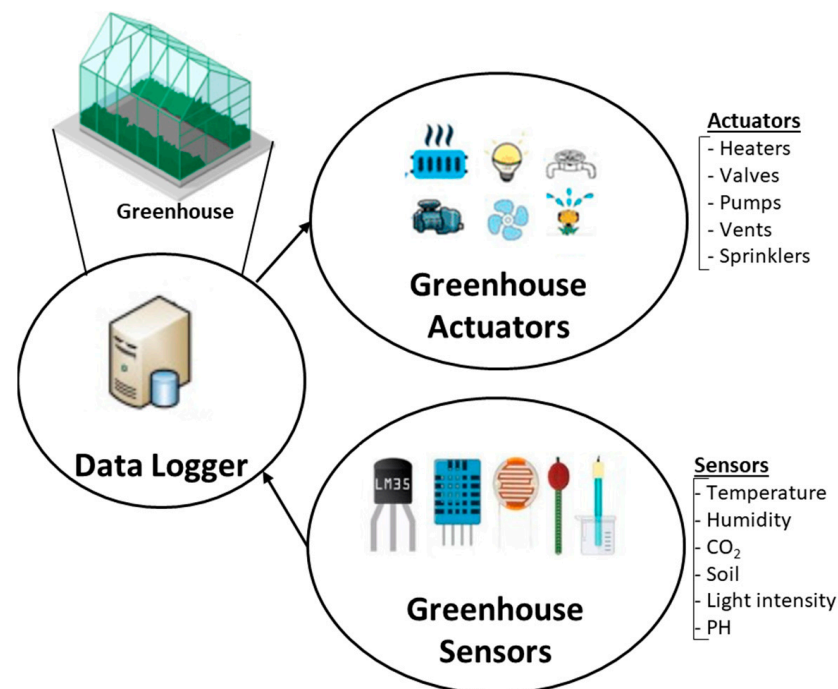 Greenhouse
Actuators
- Heaters
- Valves
- Pumps
- Vents
- Sprinklers
Greenhouse
Actuators
Data Logger
LM35
Greenhouse
Sensors
Sensors
- Temperature
- Humidity
- CO₂
- Soil
- Light intensity
- PH